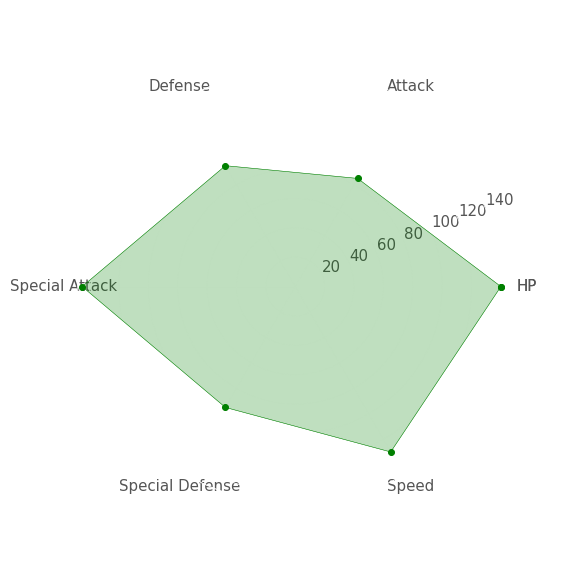 Defense
Attack
140
120
100
80
60
40
20
Special Attack
HP
Special Defense
Speed